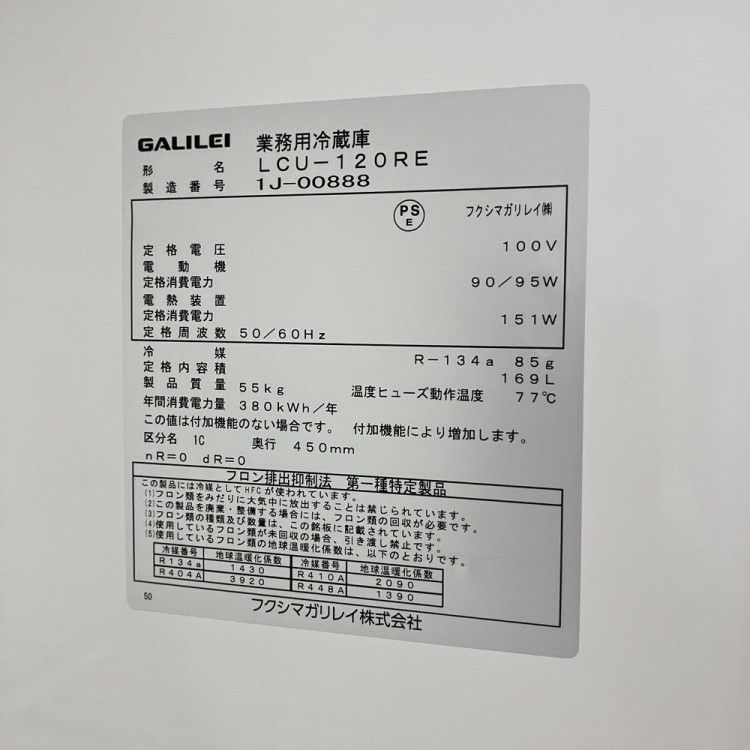 GALILEI 業務用冷蔵庫
形名 LCU-120RE
製造番号 1J-00888
PS E フクシマガリレイ㈱
定格電圧 100V
電動機
定格消費電力 90/95W
電熱装置
定格消費電力 151W
定格周波数 50/60Hz
冷媒 R-134a 85g
定格内容積 169L
製品質量 55kg 温度ヒューズ動作温度 77℃
年間消費電力量 380kWh/年
この値は付加機能のない場合です。 付加機能により増加します。
区分名 1C 奥行 450mm
nR=0 dR=0
フロン排出抑制法 第一種特定製品
この製品には冷媒としてHFCが使われています。
(1)フロン類をみだりに大気中に放出することは禁じられています。
(2)この製品を廃棄・整備する場合には、フロン類の回収が必要です。
(3)フロン類の種類及び数量は、この銘板に記載されています。
(4)使用しているフロン類が未回収の場合、引き渡し禁止です。
(5)使用しているフロン類の地球温暖化係数は、以下のとおりです。
冷媒番号 地球温暖化係数 冷媒番号 地球温暖化係数
R134a 1430 R410A 2090
R404A 3920 R448A 1390
50 フクシマガリレイ株式会社